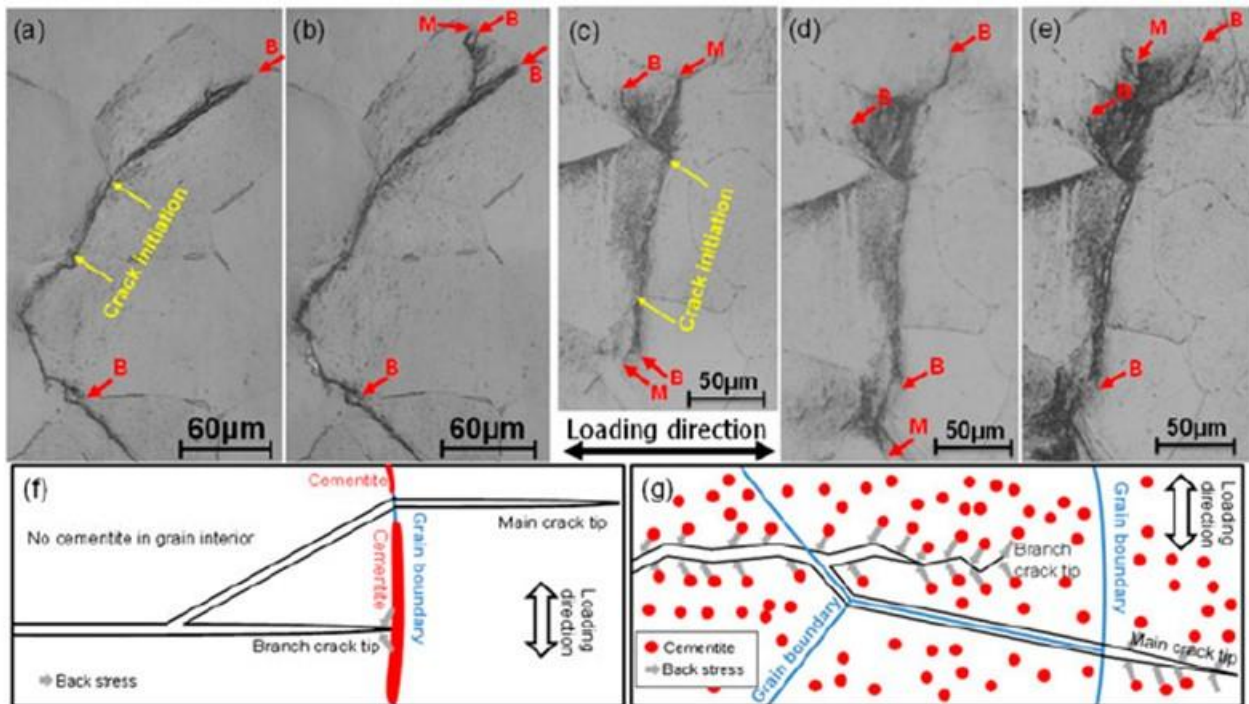 (a)
B
Crack initiation
B
60µm
(b)
M
B
B
B
60µm
(c)
B
M
Crack initiation
B
M
50µm
Loading direction
(d)
B
B
B
M
50µm
(e)
M
B
B
B
50µm
(f)
Cementite
No cementite in grain interior
Main crack tip
Cementite
Grain boundary
Loading
direction
Branch crack tip
Back stress
(g)
Grain boundary
Loading
direction
Branch
crack tip
Cementite
Back stress
Grain boundary
Main crack tip